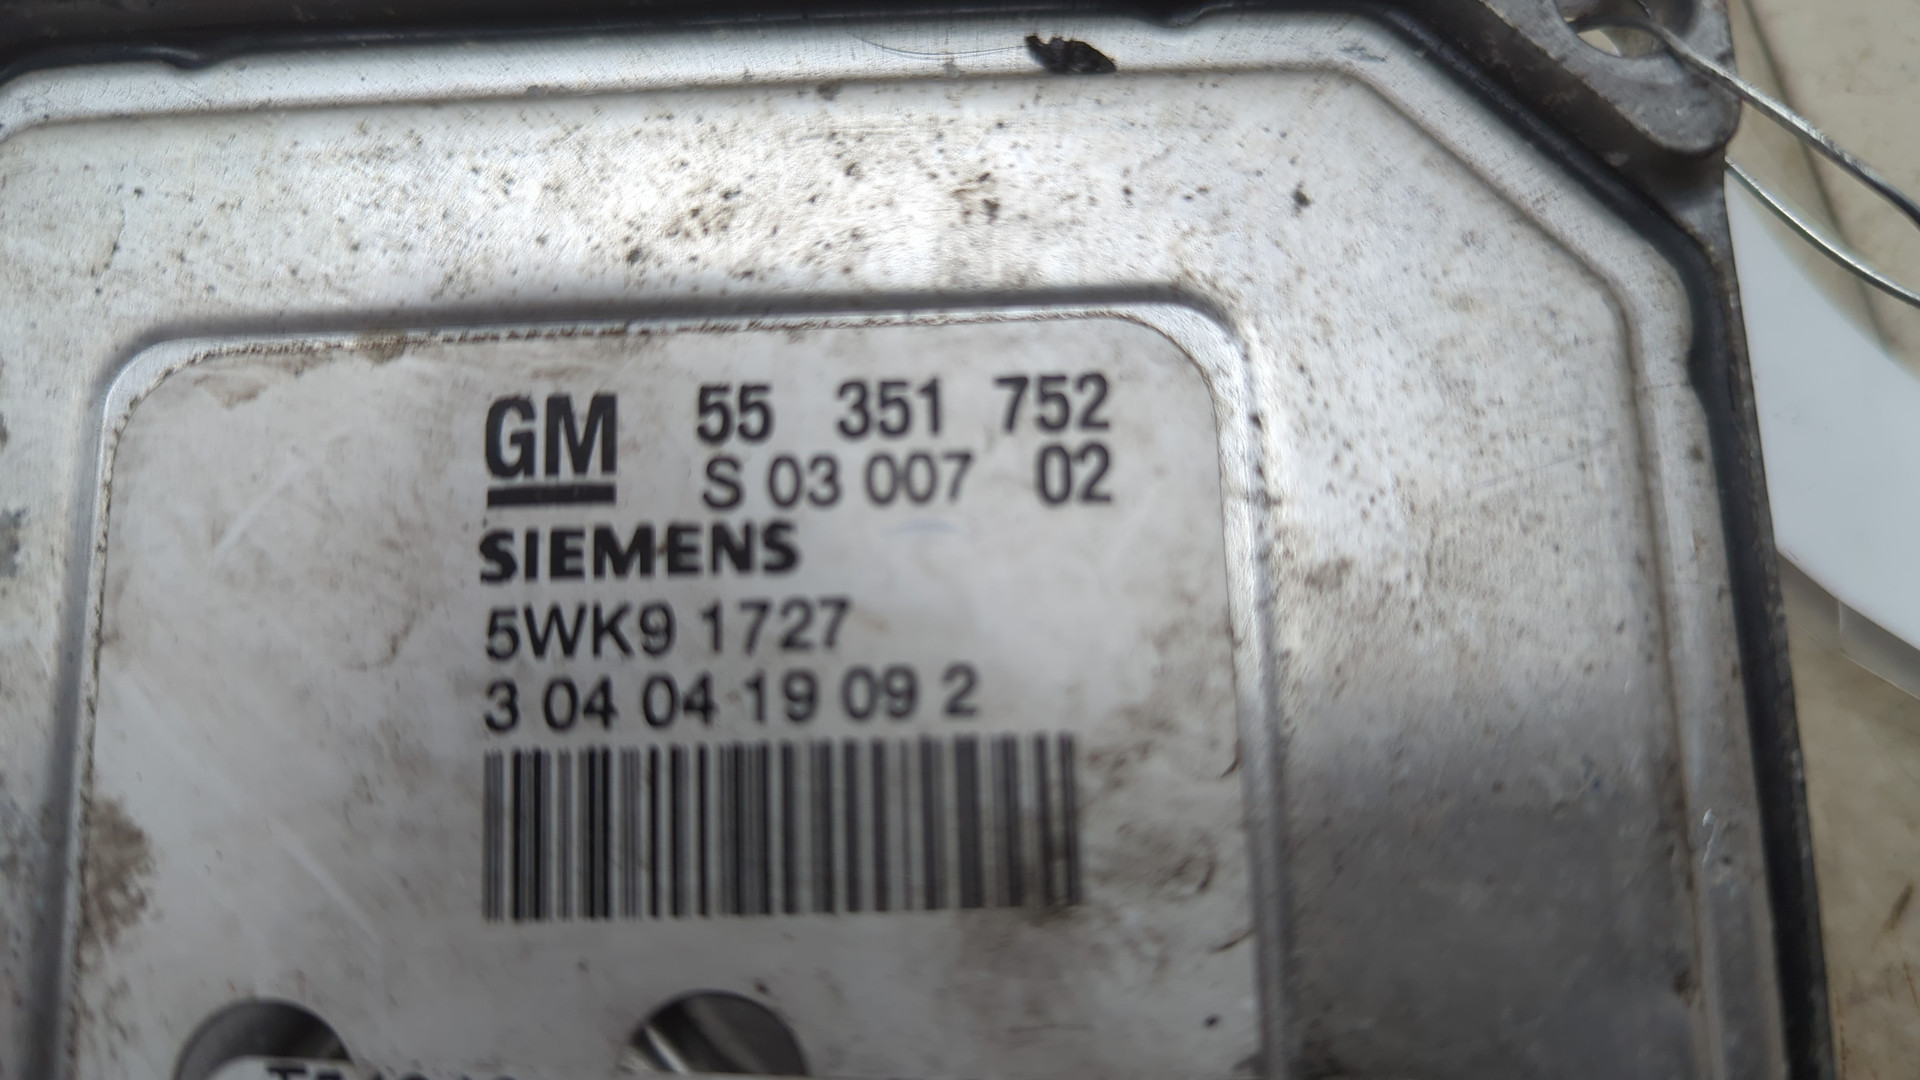 GM 55 351 752
S 03 007 02
SIEMENS
5WK9 1727
3 04 04 19 09 2